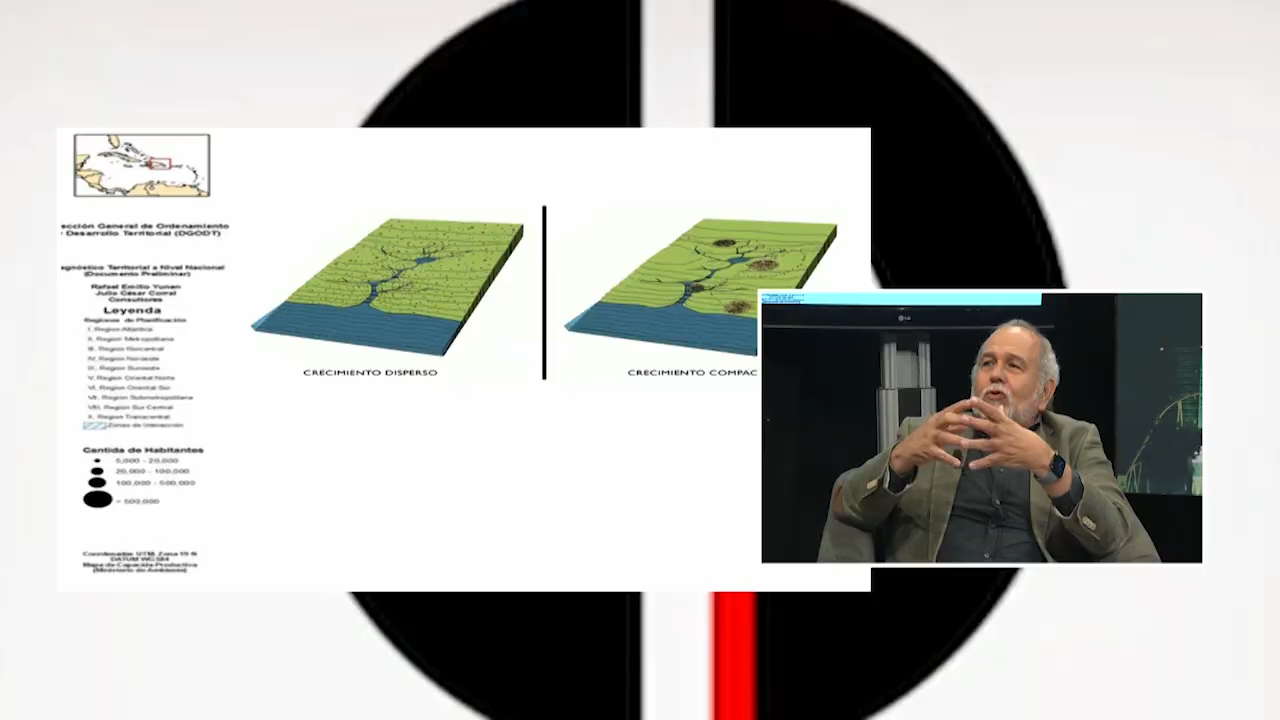 ección General de Ordenamiento
y Desarrollo Territorial (DGODT)
gnóstico Territorial a Nivel Nacional
(Documento Preliminar)
Rafael Emilio Yunen
Julio César Corral
Consultores
Leyenda
Regiones de Planificación
I. Region Atlantica
II. Region Metropolitana
III. Region Norcentral
IV. Region Noroeste
IX. Region Suroeste
V. Region Oriental Norte
VI. Region Oriental Sur
VII. Region Submetropolitana
VIII. Region Sur Central
X. Region Transcentral
Zonas de Interacción
Cantida de Habitantes
5,000 - 20,000
20,000 - 100,000
100,000 - 500,000
= 500,000
Coordenadas UTM, Zona 19 N
DATUM WGS84
Mapa de Capacida Productiva
(Ministerio de Ambiente)
CRECIMIENTO DISPERSO
CRECIMIENTO COMPAC
LG